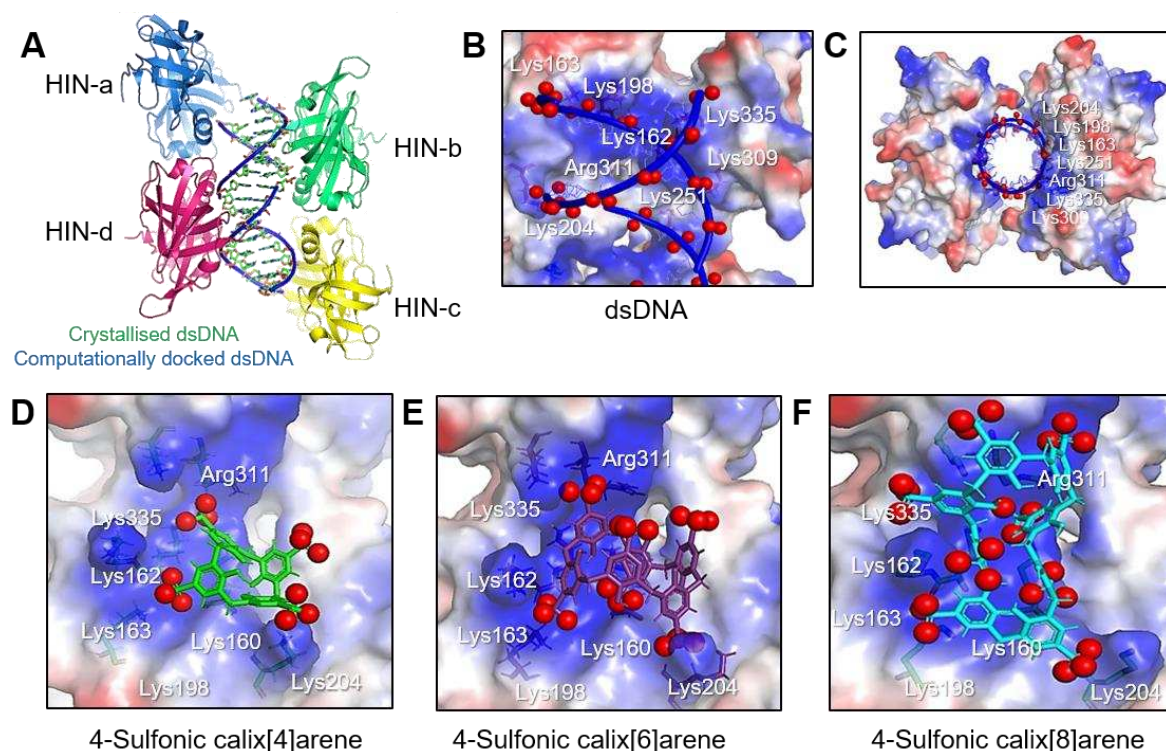 A
HIN-a
HIN-b
HIN-d
HIN-c
Crystallised dsDNA
Computationally docked dsDNA
B
Lys163
Lys198
Lys162
Lys335
Arg311
Lys309
Lys251
Lys204
dsDNA
C
Lys204
Lys198
Lys163
Lys251
Arg311
Lys335
Lys309
D
Arg311
Lys335
Lys162
Lys163
Lys160
Lys198
Lys204
4-Sulfonic calix[4]arene
E
Arg311
Lys335
Lys162
Lys163
Lys160
Lys198
Lys204
4-Sulfonic calix[6]arene
F
Arg311
Lys335
Lys162
Lys163
Lys160
Lys198
Lys204
4-Sulfonic calix[8]arene